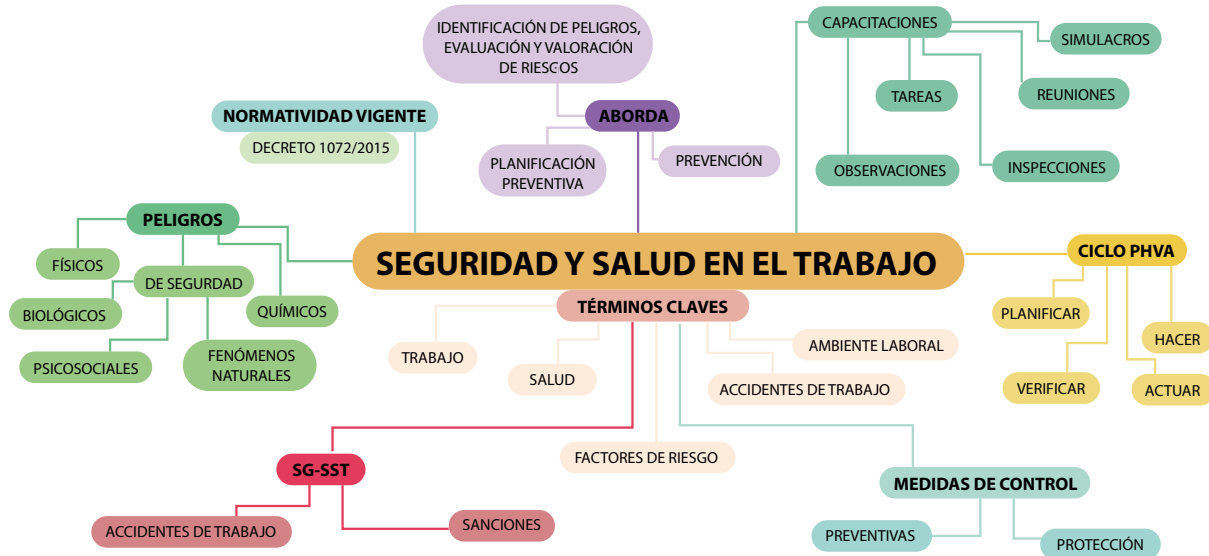 IDENTIFICACIÓN DE PELIGROS,
EVALUACIÓN Y VALORACIÓN
DE RIESGOS
CAPACITACIONES
SIMULACROS
TAREAS
REUNIONES
OBSERVACIONES
INSPECCIONES
NORMATIVIDAD VIGENTE
DECRETO 1072/2015
ABORDA
PLANIFICACIÓN
PREVENTIVA
PREVENCIÓN
PELIGROS
FÍSICOS
DE SEGURDAD
BIOLÓGICOS
QUÍMICOS
PSICOSOCIALES
FENÓMENOS
NATURALES
SEGURIDAD Y SALUD EN EL TRABAJO
CICLO PHVA
PLANIFICAR
HACER
VERIFICAR
ACTUAR
TÉRMINOS CLAVES
TRABAJO
SALUD
AMBIENTE LABORAL
ACCIDENTES DE TRABAJO
FACTORES DE RIESGO
SG-SST
ACCIDENTES DE TRABAJO
SANCIONES
MEDIDAS DE CONTROL
PREVENTIVAS
PROTECCIÓN